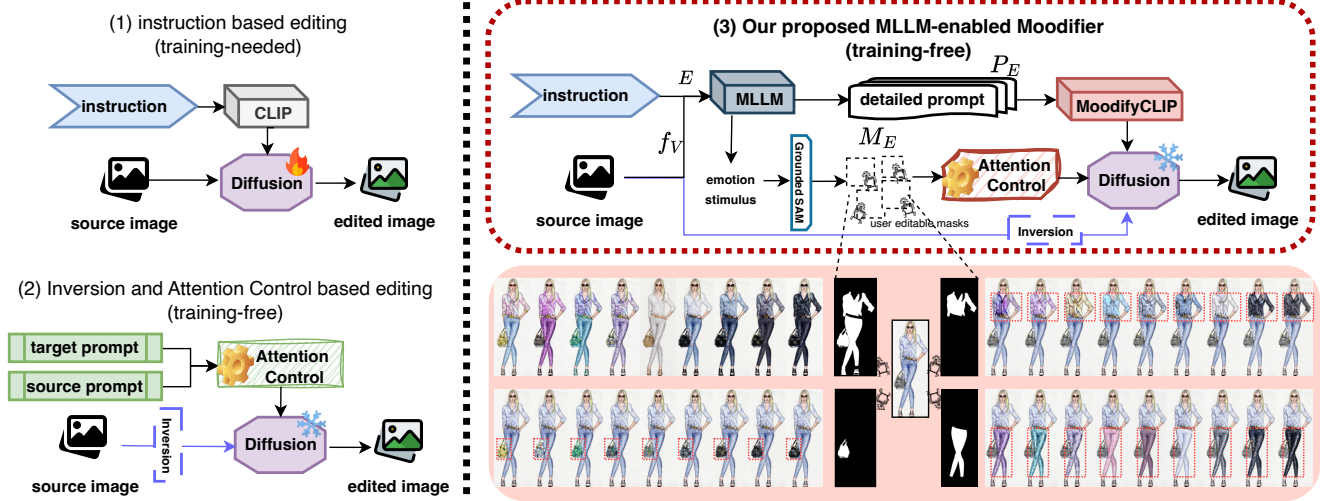 (1) instruction based editing
(training-needed)
instruction
CLIP
Diffusion
source image
edited image
(2) Inversion and Attention Control based editing
(training-free)
target prompt
source prompt
Attention
Control
Inversion
Diffusion
source image
edited image
(3) Our proposed MLLM-enabled Moodifier
(training-free)
instruction
E
MLLM
detailed prompt
P_E
MoodifyCLIP
f_V
source image
emotion
stimulus
Grounded SAM
M_E
user editable masks
Attention
Control
Diffusion
Inversion
edited image